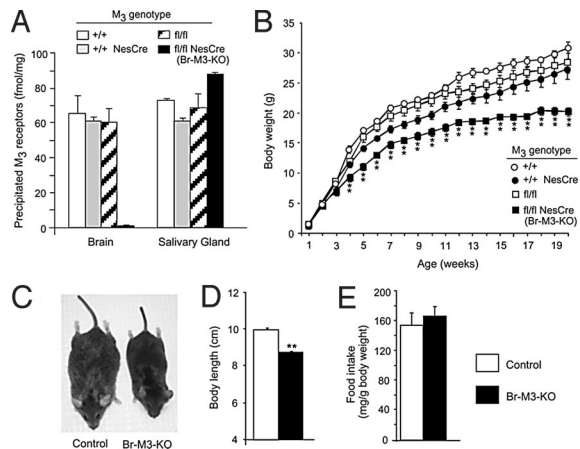 A
M3 genotype
+/+
+/+ NesCre
fl/fl
fl/fl NesCre
(Br-M3-KO)
Precipitated M3 receptors (fmol/mg)
100
80
60
40
20
0
Brain
Salivary Gland
B
Body weight (g)
35
30
25
20
15
10
5
0
M3 genotype
+/+
+/+ NesCre
fl/fl
fl/fl NesCre
(Br-M3-KO)
** ** ** ** ** ** ** ** ** ** ** ** ** ** ** ** **
1 3 5 7 9 11 13 15 17 19
Age (weeks)
C
Control Br-M3-KO
D
Body length (cm)
12
10
8
6
4
**
E
Food intake
(mg/g body weight)
200
160
120
80
40
0
Control
Br-M3-KO